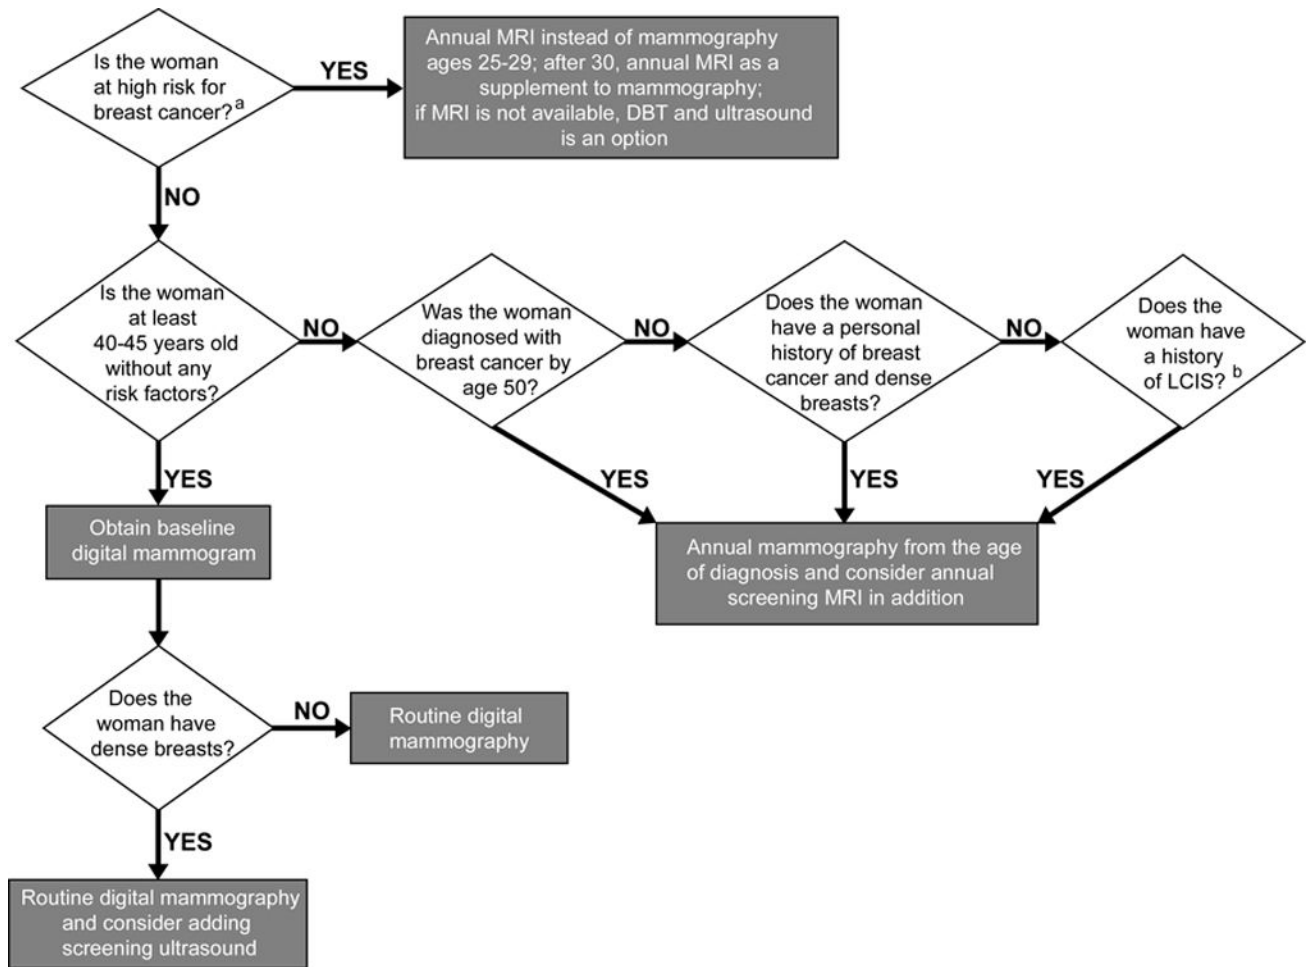 Is the woman
at high risk for
breast cancer? a
YES
Annual MRI instead of mammography
ages 25-29; after 30, annual MRI as a
supplement to mammography;
if MRI is not available, DBT and ultrasound
is an option
NO
Is the woman
at least
40-45 years old
without any
risk factors?
NO
Was the woman
diagnosed with
breast cancer by
age 50?
NO
Does the woman
have a personal
history of breast
cancer and dense
breasts?
NO
Does the
woman have
a history
of LCIS? b
YES
YES
YES
YES
Obtain baseline
digital mammogram
Annual mammography from the age
of diagnosis and consider annual
screening MRI in addition
Does the
woman have
dense breasts?
NO
Routine digital
mammography
YES
Routine digital mammography
and consider adding
screening ultrasound